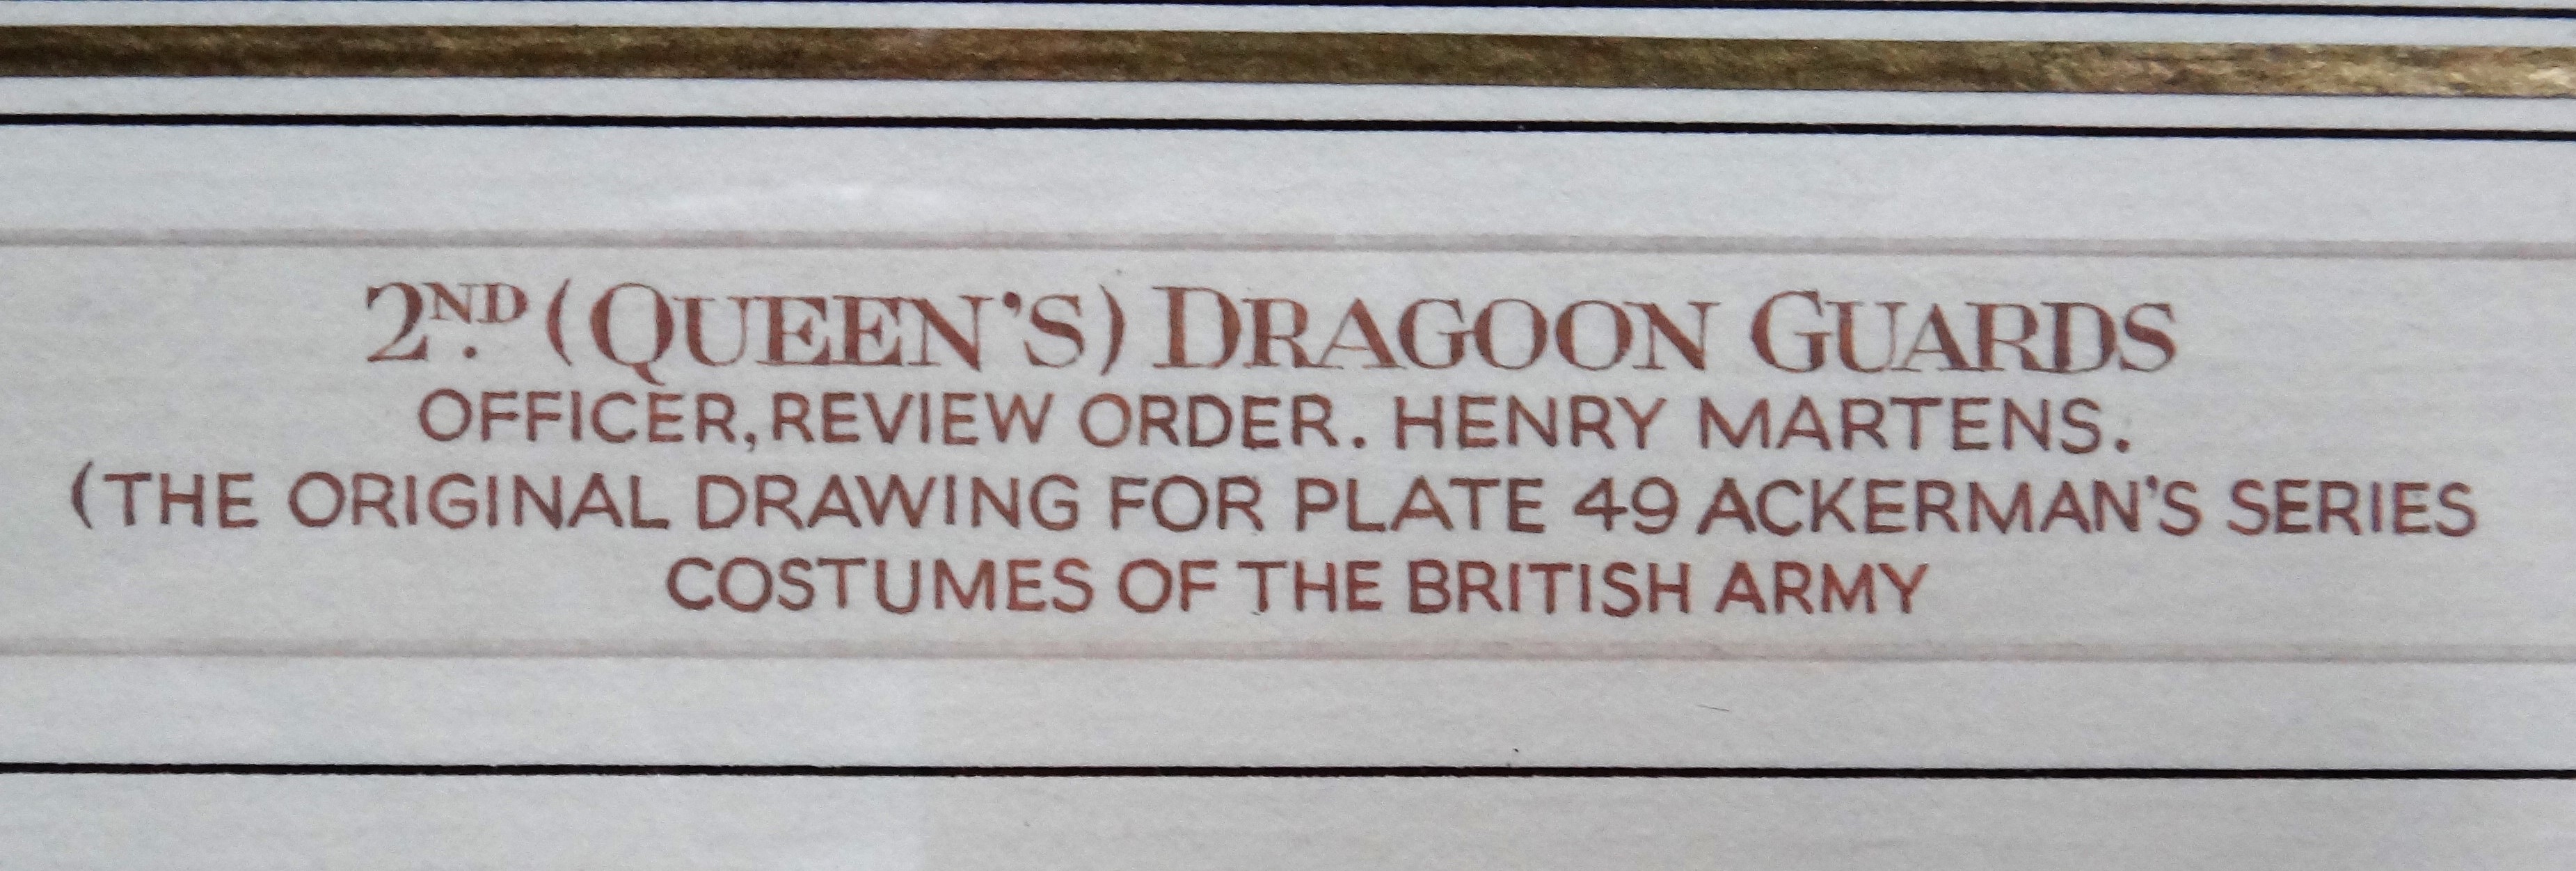 2ND. (QUEEN'S) DRAGOON GUARDS
OFFICER, REVIEW ORDER. HENRY MARTENS.
(THE ORIGINAL DRAWING FOR PLATE 49 ACKERMAN'S SERIES
COSTUMES OF THE BRITISH ARMY